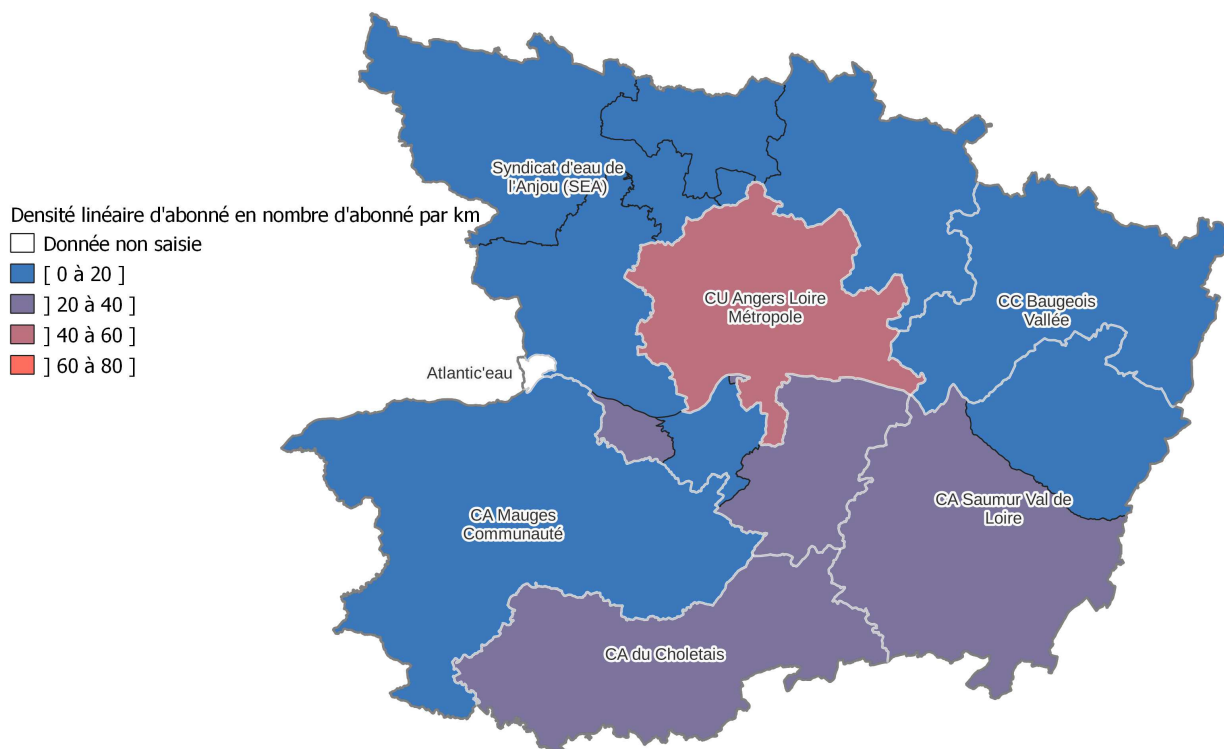 Syndicat d'eau de
l'Anjou (SEA)
Densité linéaire d'abonné en nombre d'abonné par km
Donnée non saisie
[ 0 à 20 ]
] 20 à 40 ]
] 40 à 60 ]
] 60 à 80 ]
CU Angers Loire
Métropole
CC Baugeois
Vallée
Atlantic'eau
CA Mauges
Communauté
CA Saumur Val de
Loire
CA du Choletais